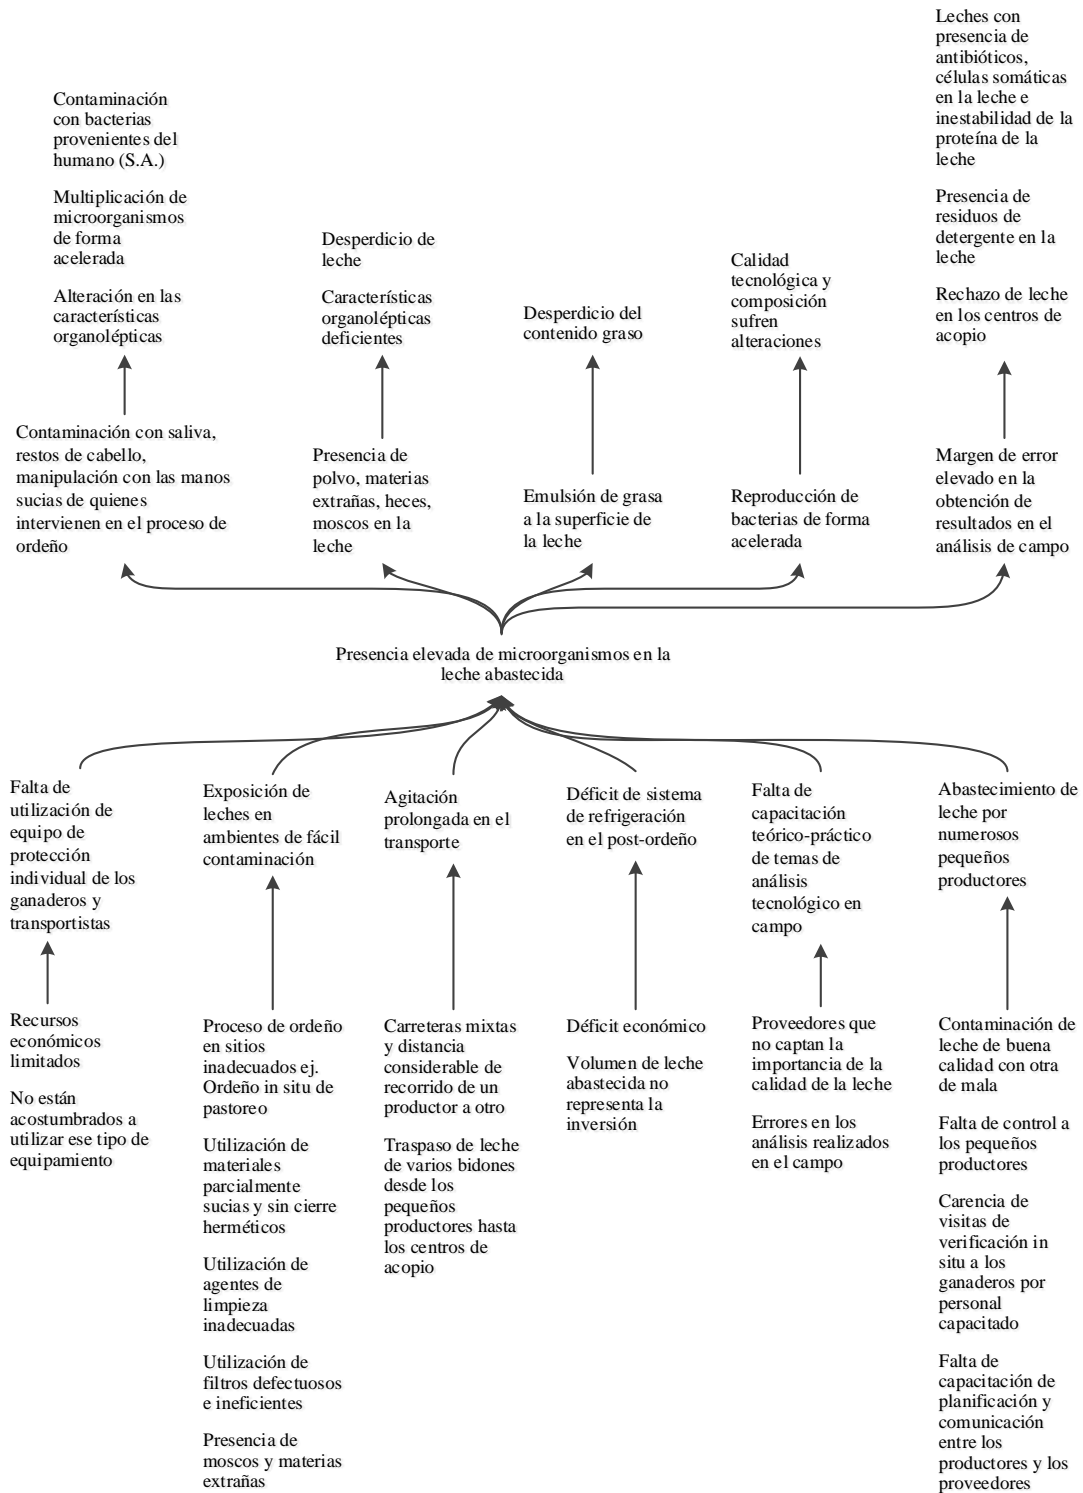 Contaminación
con bacterias
provenientes del
humano (S.A.)
Multiplicación de
microorganismos
de forma
acelerada
Alteración en las
características
organolépticas
Desperdicio de
leche
Características
organolépticas
deficientes
Desperdicio del
contenido graso
Calidad
tecnológica y
composición
sufren
alteraciones
Leches con
presencia de
antibióticos,
células somáticas
en la leche e
inestabilidad de la
proteína de la
leche
Presencia de
residuos de
detergente en la
leche
Rechazo de leche
en los centros de
acopio
Contaminación con saliva,
restos de cabello,
manipulación con las manos
sucias de quienes
intervienen en el proceso de
ordeño
Presencia de
polvo, materias
extrañas, heces,
moscos en la
leche
Emulsión de grasa
a la superficie de
la leche
Reproducción de
bacterias de forma
acelerada
Margen de error
elevado en la
obtención de
resultados en el
análisis de campo
Presencia elevada de microorganismos en la
leche abastecida
Falta de
utilización de
equipo de
protección
individual de los
ganaderos y
transportistas
Exposición de
leches en
ambientes de fácil
contaminación
Agitación
prolongada en el
transporte
Déficit de sistema
de refrigeración
en el post-ordeño
Falta de
capacitación
teórico-práctico
de temas de
análisis
tecnológico en
campo
Abastecimiento de
leche por
numerosos
pequeños
productores
Recursos
económicos
limitados
No están
acostumbrados a
utilizar ese tipo de
equipamiento
Proceso de ordeño
en sitios
inadecuados ej.
Ordeño in situ de
pastoreo
Utilización de
materiales
parcialmente
sucias y sin cierre
herméticos
Utilización de
agentes de
limpieza
inadecuadas
Utilización de
filtros defectuosos
e ineficientes
Presencia de
moscos y materias
extrañas
Carreteras mixtas
y distancia
considerable de
recorrido de un
productor a otro
Traspaso de leche
de varios bidones
desde los
pequeños
productores hasta
los centros de
acopio
Déficit económico
Volumen de leche
abastecida no
representa la
inversión
Proveedores que
no captan la
importancia de la
calidad de la leche
Errores en los
análisis realizados
en el campo
Contaminación de
leche de buena
calidad con otra
de mala
Falta de control a
los pequeños
productores
Carencia de
visitas de
verificación in
situ a los
ganaderos por
personal
capacitado
Falta de
capacitación de
planificación y
comunicación
entre los
productores y los
proveedores